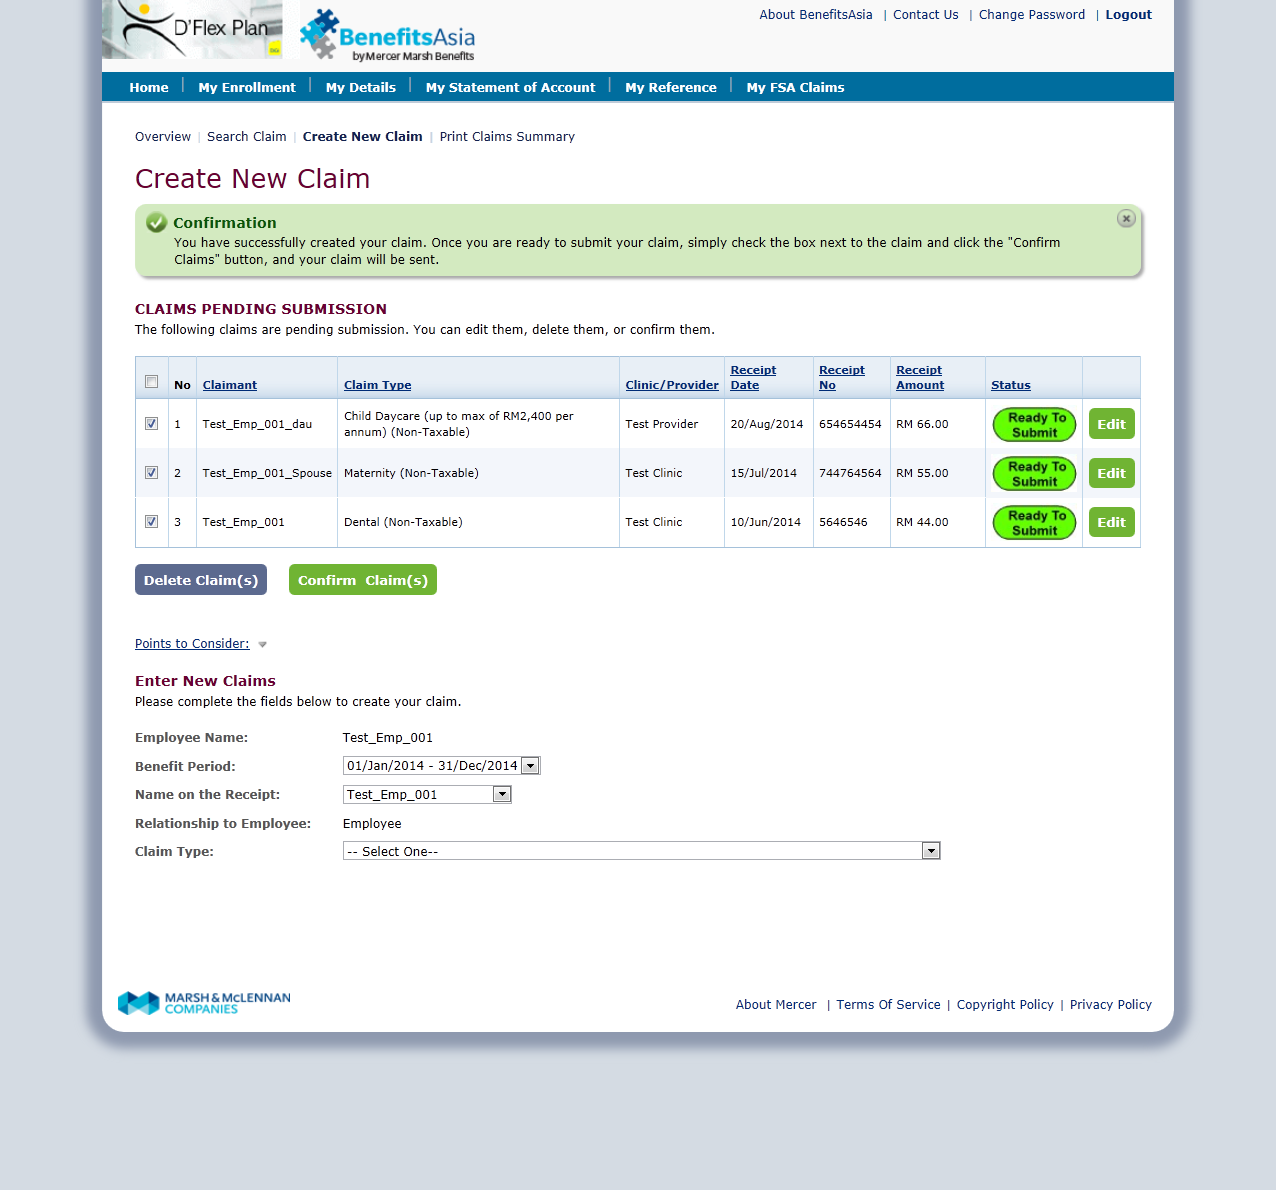 D'Flex Plan
BenefitsAsia
by Mercer Marsh Benefits
About BenefitsAsia | Contact Us | Change Password | Logout
Home | My Enrollment | My Details | My Statement of Account | My Reference | My FSA Claims
Overview | Search Claim | Create New Claim | Print Claims Summary
Create New Claim
Confirmation
You have successfully created your claim. Once you are ready to submit your claim, simply check the box next to the claim and click the "Confirm
Claims" button, and your claim will be sent.
CLAIMS PENDING SUBMISSION
The following claims are pending submission. You can edit them, delete them, or confirm them.
No Claimant Claim Type Clinic/Provider Receipt Date Receipt No Receipt Amount Status
1 Test_Emp_001_dau Child Daycare (up to max of RM2,400 per annum) (Non-Taxable) Test Provider 20/Aug/2014 654654454 RM 66.00 Ready To Submit Edit
2 Test_Emp_001_Spouse Maternity (Non-Taxable) Test Clinic 15/Jul/2014 744764564 RM 55.00 Ready To Submit Edit
3 Test_Emp_001 Dental (Non-Taxable) Test Clinic 10/Jun/2014 5646546 RM 44.00 Ready To Submit Edit
Delete Claim(s) Confirm Claim(s)
Points to Consider:
Enter New Claims
Please complete the fields below to create your claim.
Employee Name: Test_Emp_001
Benefit Period: 01/Jan/2014 - 31/Dec/2014
Name on the Receipt: Test_Emp_001
Relationship to Employee: Employee
Claim Type: -- Select One--
MARSH & McLENNAN
COMPANIES
About Mercer | Terms Of Service | Copyright Policy | Privacy Policy